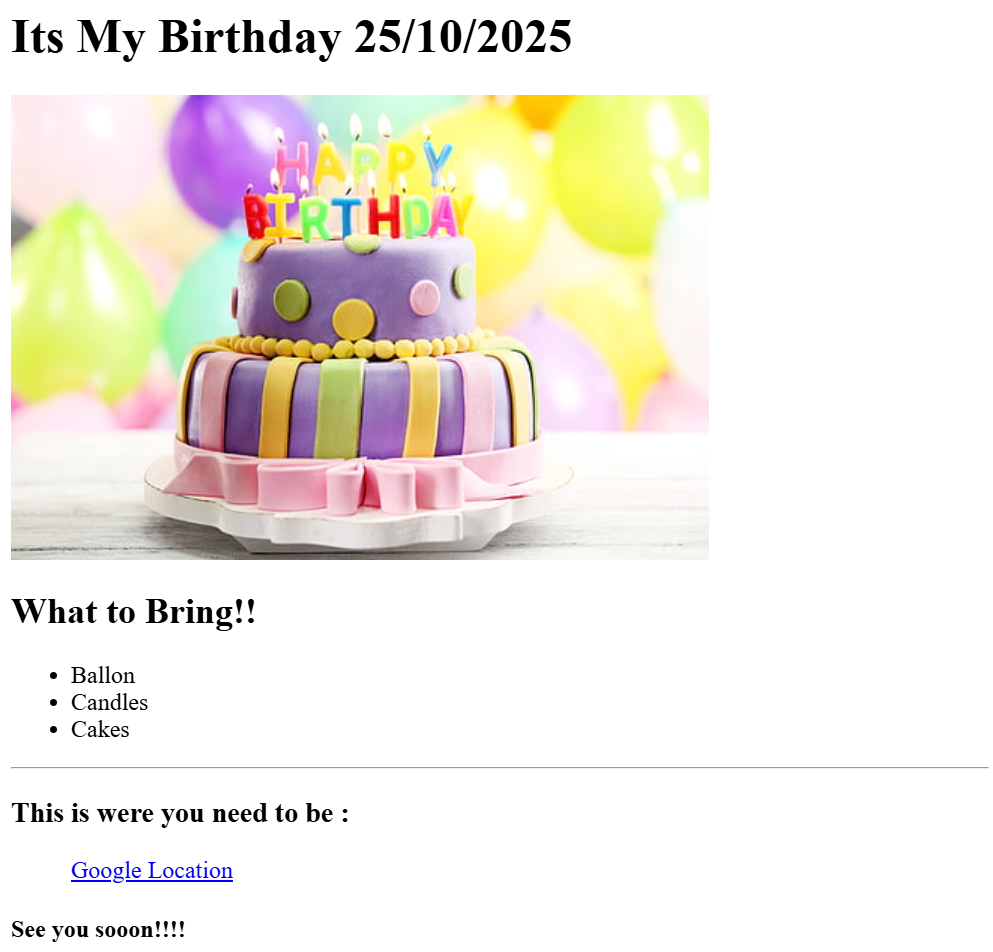 Its My Birthday 25/10/2025
HAPPY
BIRTHDAY
What to Bring!!
Ballon
Candles
Cakes
This is were you need to be :
Google Location
See you sooon!!!!